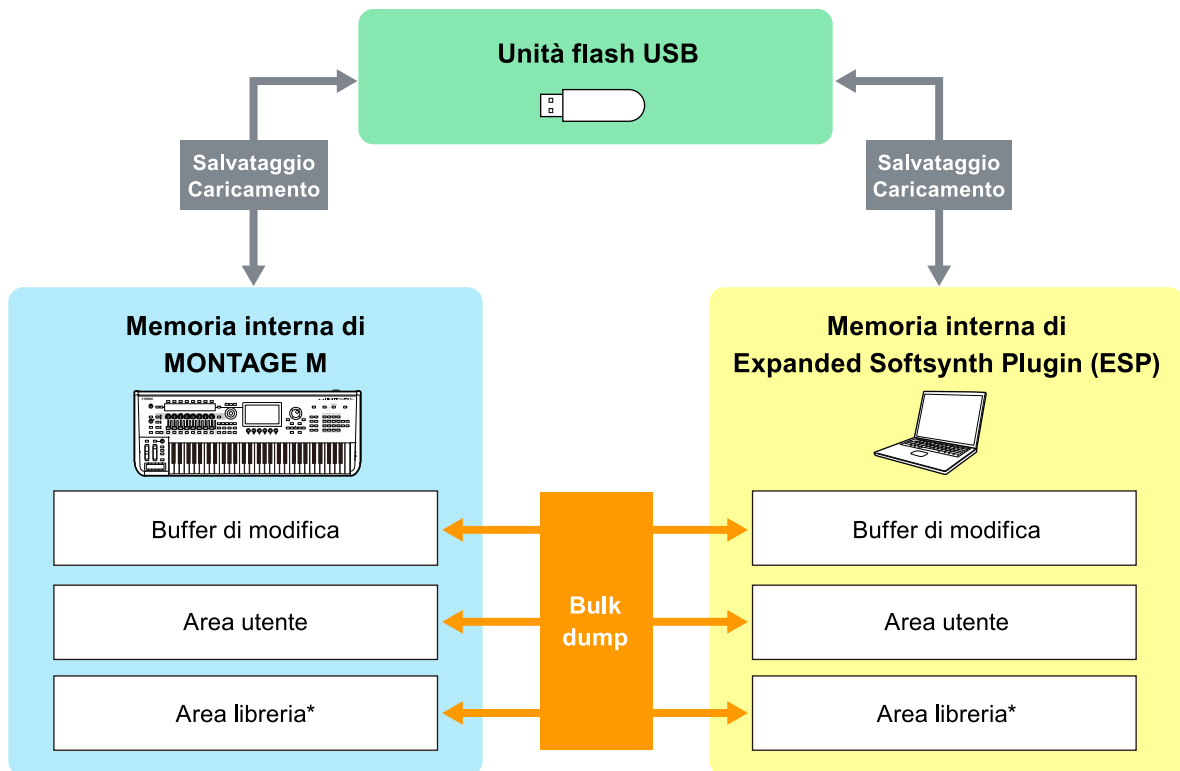 Unità flash USB
Salvataggio
Caricamento
Salvataggio
Caricamento
Memoria interna di
MONTAGE M
Memoria interna di
Expanded Softsynth Plugin (ESP)
Buffer di modifica
Buffer di modifica
Bulk
dump
Area utente
Area utente
Area libreria*
Area libreria*